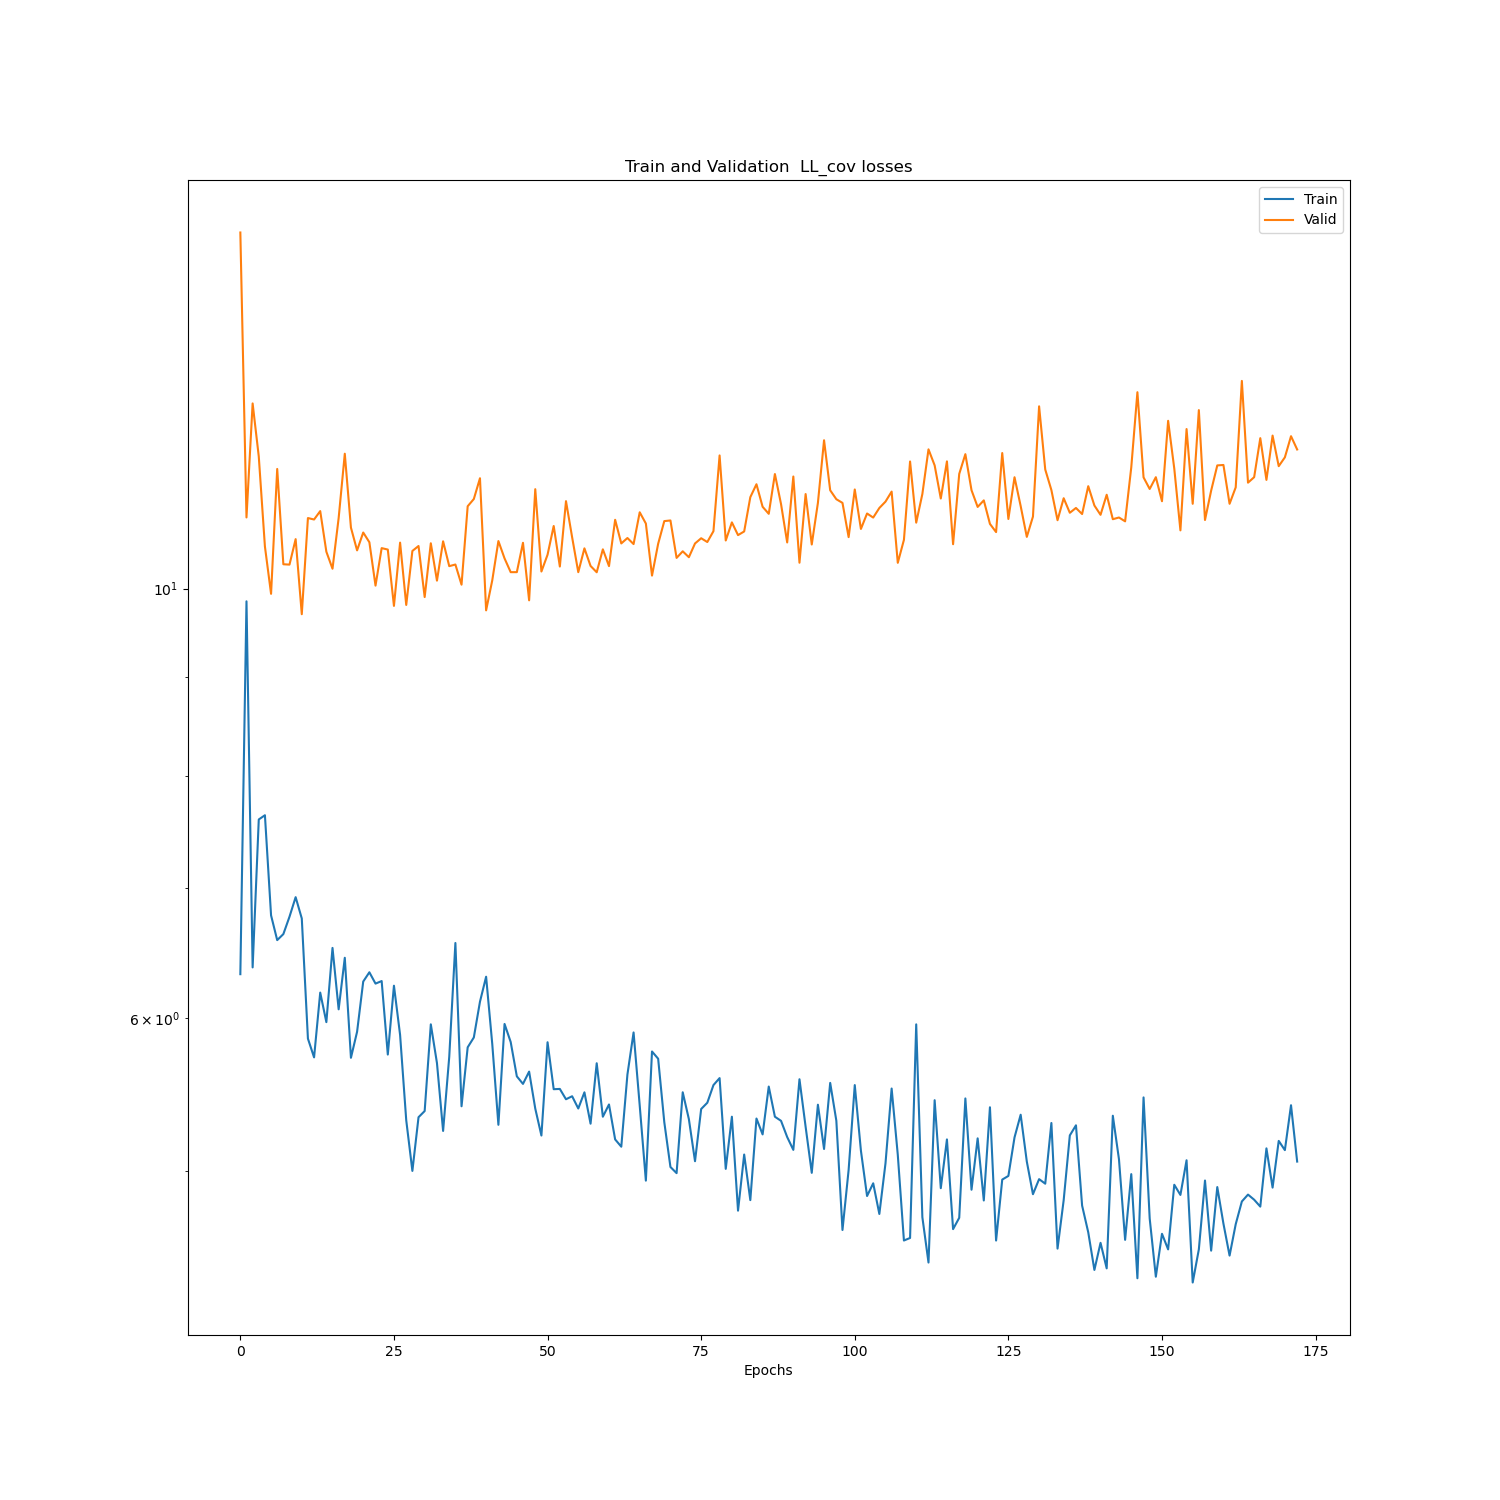 Train and Validation  LL_cov losses
Train
Valid
10¹
6 × 10⁰
0 25 50 75 100 125 150 175
Epochs